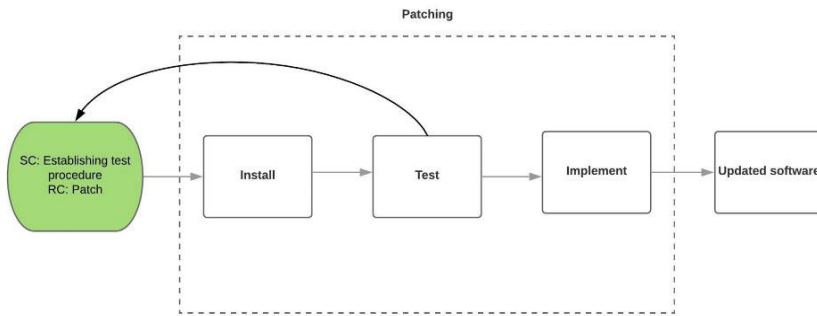 Patching
SC: Establishing test
procedure
RC: Patch
Install
Test
Implement
Updated software